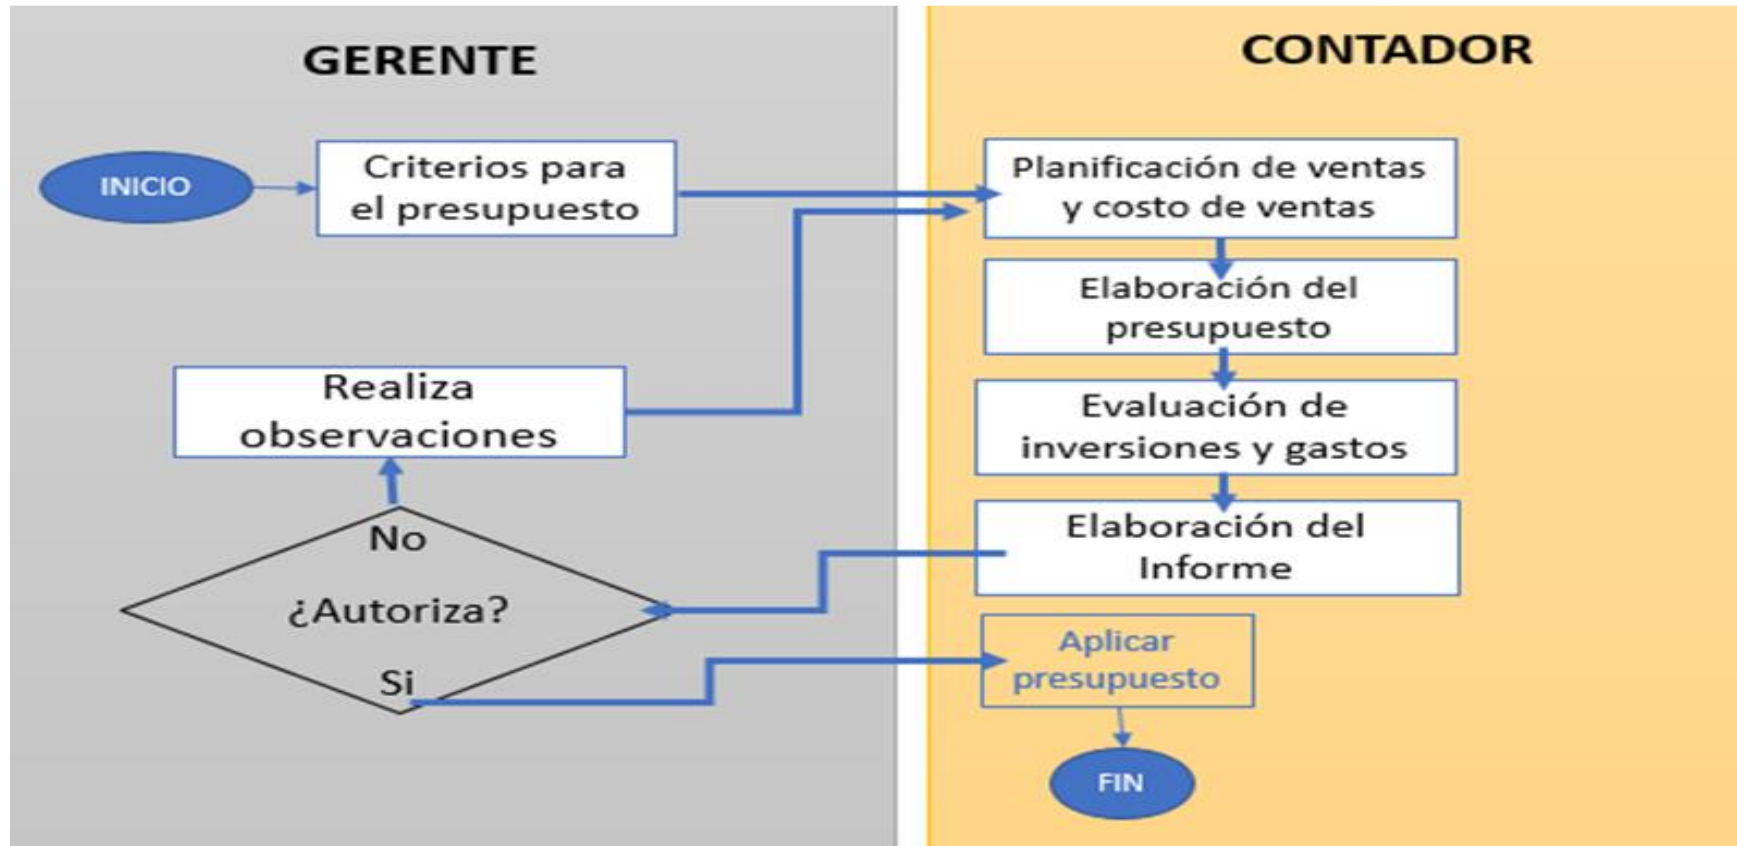 GERENTE
INICIO
Criterios para
el presupuesto
Realiza
observaciones
No
¿Autoriza?
Si
CONTADOR
Planificación de ventas
y costo de ventas
Elaboración del
presupuesto
Evaluación de
inversiones y gastos
Elaboración del
Informe
Aplicar
presupuesto
FIN